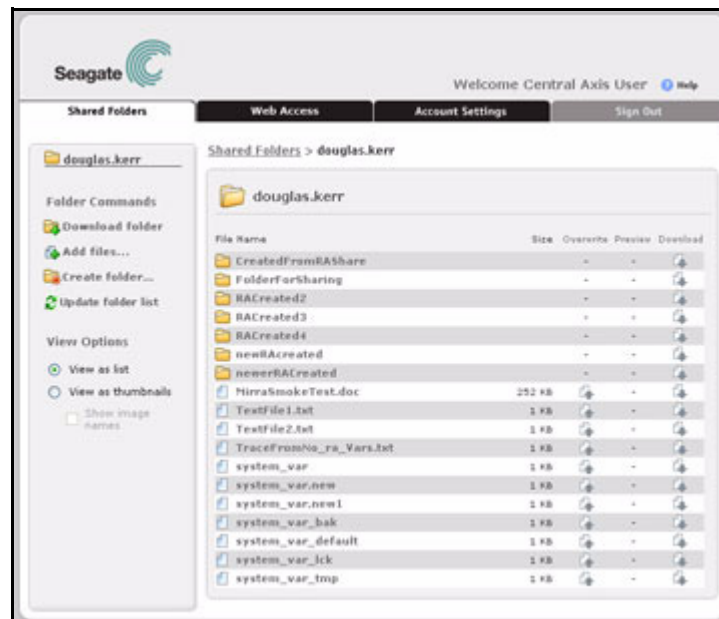 Seagate
Welcome Central Axis User Help
Shared Folders Web Access Account Settings Sign Out
douglas.kerr
Folder Commands
Download folder
Add files...
Create folder...
Update folder list
View Options
View as list
View as thumbnails
Show image names
Shared Folders > douglas.kerr
douglas.kerr
File Name Size Overwrite Preview Download
CreatedFromRAShare - -
FolderForSharing - -
RACreated2 - -
RACreated3 - -
RACreated4 - -
newRAcreated - -
newerRACreated - -
MirraSmokeTest.doc 252 KB -
TextFile1.txt 1 KB -
TextFile2.txt 1 KB -
TraceFromNo_ra_Vars.txt 1 KB -
system_var 1 KB -
system_var.new 1 KB -
system_var.new1 1 KB -
system_var_bak 1 KB -
system_var_default 1 KB -
system_var_lck 1 KB -
system_var_tmp 1 KB -